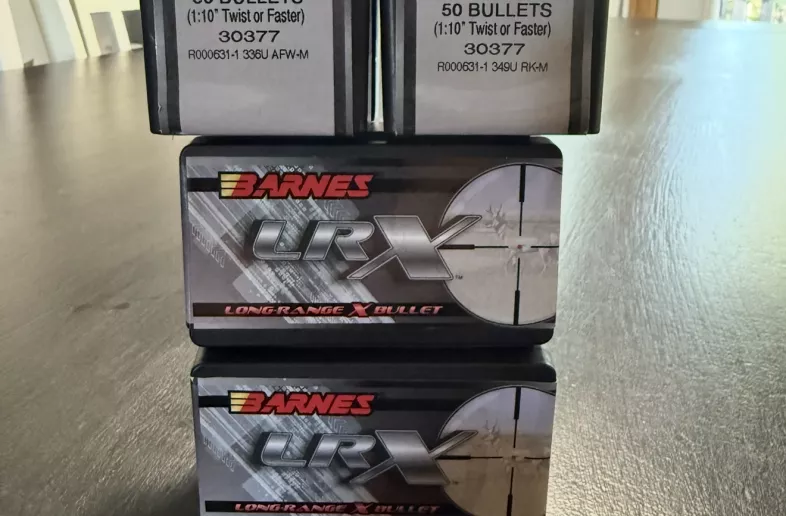 50 BULLETS
(1:10" Twist or Faster)
30377
R000631-1 336U AFW-M
50 BULLETS
(1:10" Twist or Faster)
30377
R000631-1 349U RK-M
BARNES
LRX™
LONG-RANGE X BULLET
BARNES
LRX
LONG-RANGE X BULLET